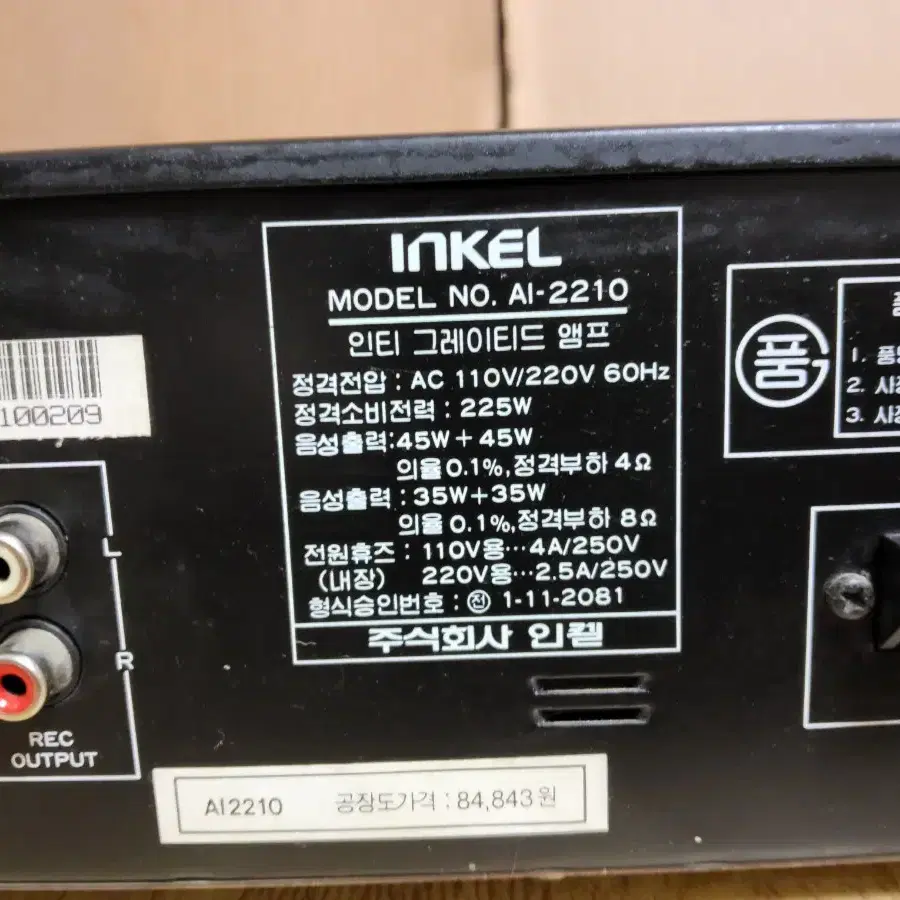 INKEL
MODEL NO. AI-2210
인티 그레이티드 앰프
정격전압 : AC 110V/220V 60Hz
정격소비전력 : 225W
음성출력:45W + 45W
의율0.1%,정격부하 4Ω
음성출력 : 35W+35W
의율 0.1%,정격부하 8Ω
전원휴즈 : 110V용…4A/250V
(내장) 220V용…2.5A/250V
형식승인번호 : ㉠ 1-11-2081
주식회사 인켈
100209
L
R
REC
OUTPUT
품
1. 품
2. 사
3. 사
AI2210 공장도가격 : 84,843원